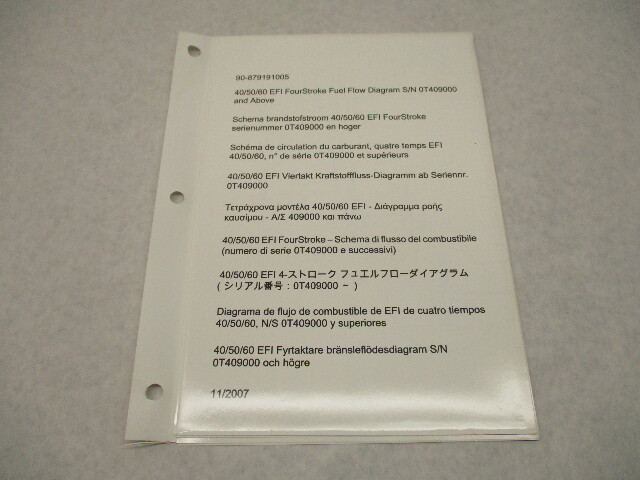 90-879191005
40/50/60 EFI FourStroke Fuel Flow Diagram S/N 0T409000
and Above
Schema brandstofstroom 40/50/60 EFI FourStroke
serienummer 0T409000 en hoger
Schéma de circulation du carburant, quatre temps EFI
40/50/60, n° de série 0T409000 et supérieurs
40/50/60 EFI Viertakt Kraftstofffluss-Diagramm ab Seriennr.
0T409000
Τετράχρονα μοντέλα 40/50/60 EFI - Διάγραμμα ροής
καυσίμου - Α/Σ 409000 και πάνω
40/50/60 EFI FourStroke – Schema di flusso del combustibile
(numero di serie 0T409000 e successivi)
40/50/60 EFI 4-ストローク フュエルフローダイアグラム
( シリアル番号 : 0T409000 ~ )
Diagrama de flujo de combustible de EFI de cuatro tiempos
40/50/60, N/S 0T409000 y superiores
40/50/60 EFI Fyrtaktare bränsleflödesdiagram S/N
0T409000 och högre
11/2007